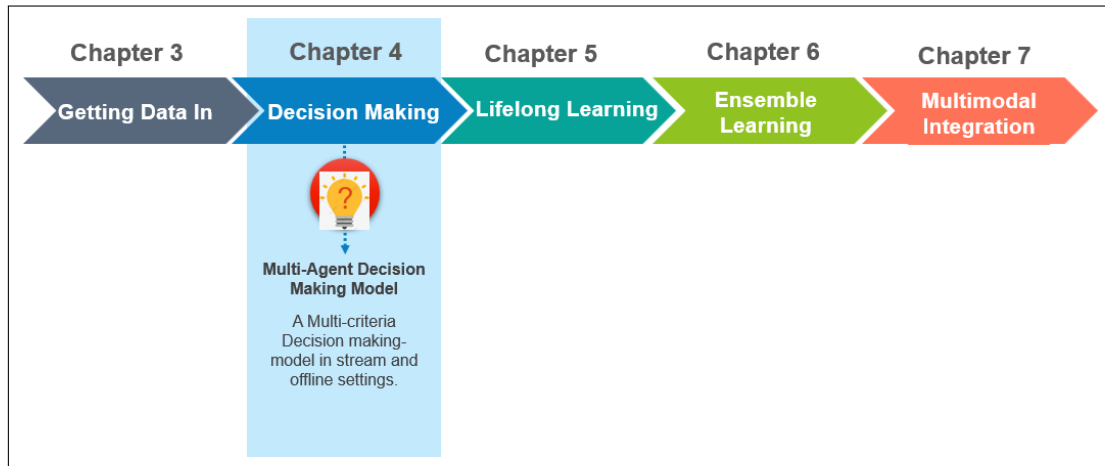 Chapter 3
Chapter 4
Chapter 5
Chapter 6
Chapter 7
Getting Data In
Decision Making
Lifelong Learning
Ensemble
Learning
Multimodal
Integration
?
Multi-Agent Decision
Making Model
A Multi-criteria
Decision making-
model in stream and
offline settings.